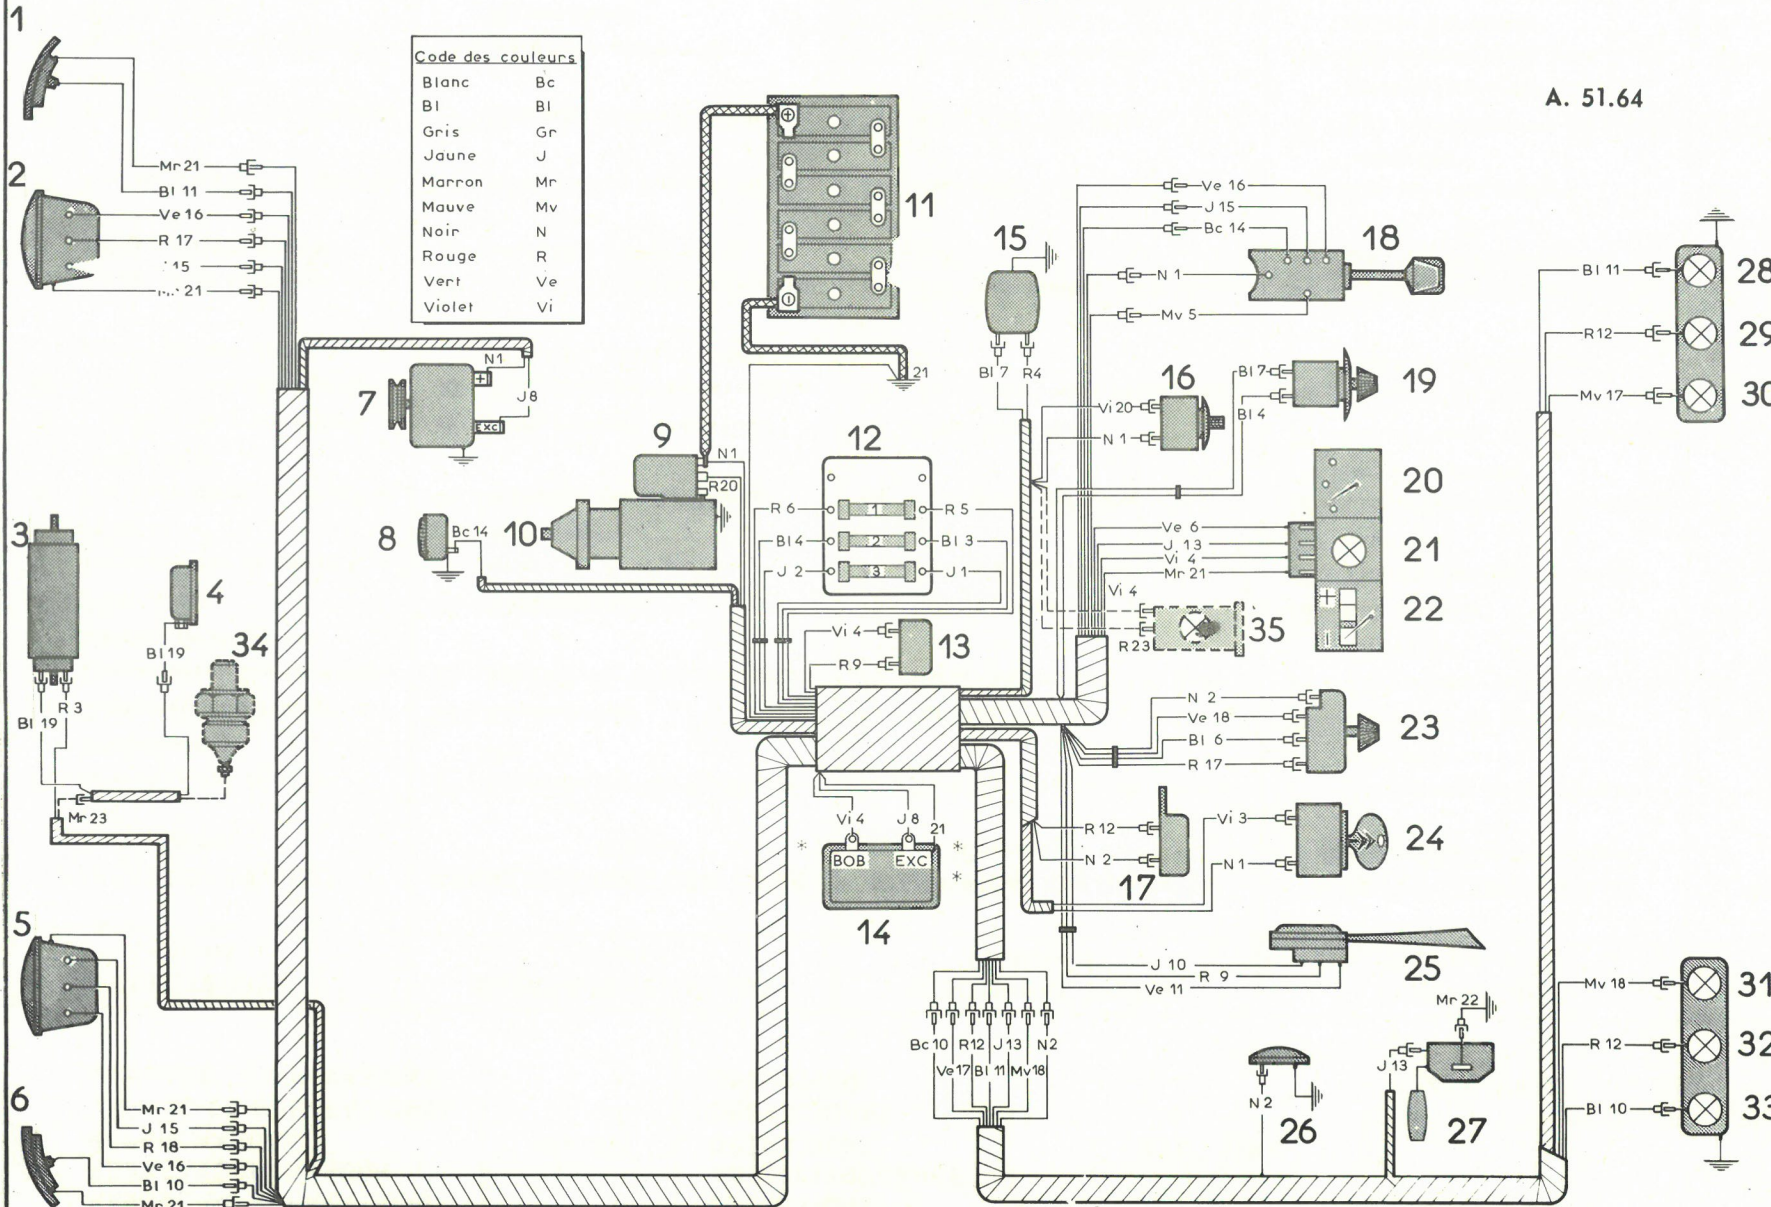 1
Code des couleurs
Blanc Bc
Bl Bl
Gris Gr
Jaune J
Marron Mr
Mauve Mv
Noir N
Rouge R
Vert Ve
Violet Vi
A. 51.64
Mr 21
Bl 11
2
Ve 16
R 17
15
21
11
15
Ve 16
J 15
Bc 14
18
N 1
Mv 5
Bl 11
28
R12
29
Mv 17
30
N1
+
J 8
EXC
7
21
Bl 7
R4
16
Vi 20
N 1
Bl 7
19
Bl 4
9
N1
R20
12
R 6
1
R 5
Bl 4
2
Bl 3
J 2
3
J 1
8
Bc 14
10
20
Ve 6
J 13
Vi 4
Mr 21
21
22
Vi 4
R23
35
3
4
Bl 19
34
R 3
Bl 19
Mr 23
Vi 4
R 9
13
N 2
Ve 18
Bl 6
R 17
23
Vi 4
J 8
21
BOB
EXC
14
R 12
N 2
17
Vi 3
N 1
24
5
J 10
R 9
Ve 11
25
Mv 18
31
R 12
32
Bl 10
33
Bc 10
R12
J 13
N2
Ve 17
Bl 11
Mv 18
N 2
26
Mr 22
J 13
27
6
Mr 21
J 15
R 18
Ve 16
Bl 10
Mr 21